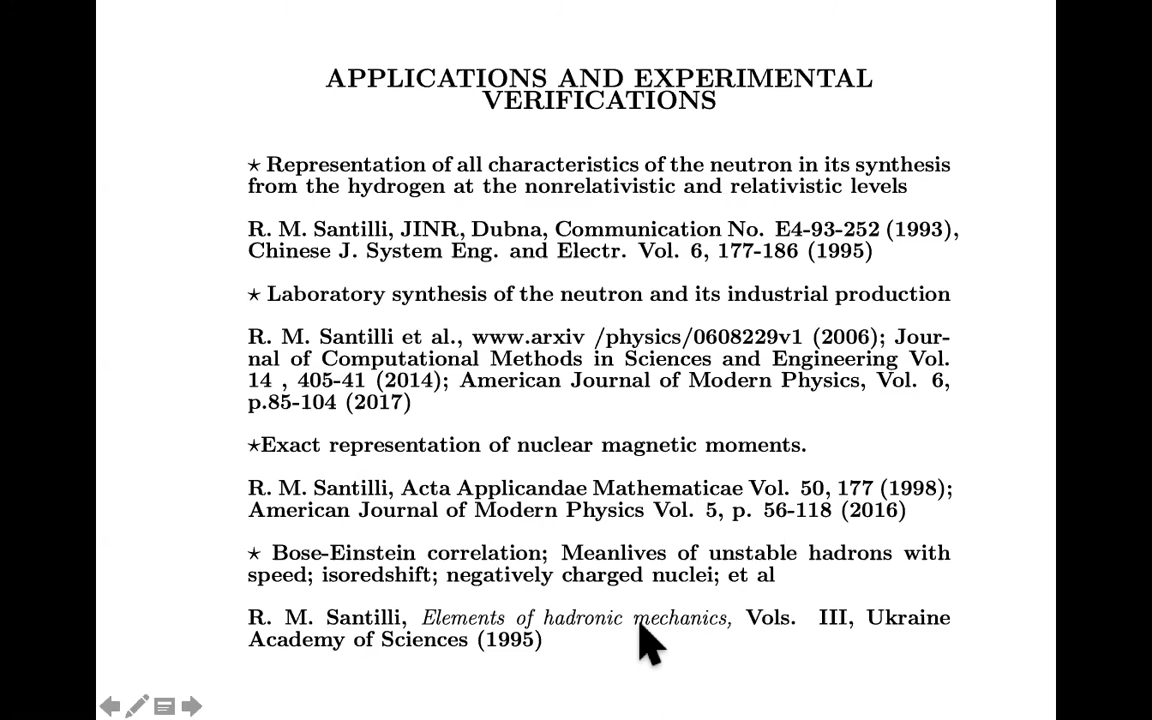 APPLICATIONS AND EXPERIMENTAL
VERIFICATIONS
⋆ Representation of all characteristics of the neutron in its synthesis
from the hydrogen at the nonrelativistic and relativistic levels
R. M. Santilli, JINR, Dubna, Communication No. E4-93-252 (1993),
Chinese J. System Eng. and Electr. Vol. 6, 177-186 (1995)
⋆ Laboratory synthesis of the neutron and its industrial production
R. M. Santilli et al., www.arxiv /physics/0608229v1 (2006); Jour-
nal of Computational Methods in Sciences and Engineering Vol.
14 , 405-41 (2014); American Journal of Modern Physics, Vol. 6,
p.85-104 (2017)
⋆Exact representation of nuclear magnetic moments.
R. M. Santilli, Acta Applicandae Mathematicae Vol. 50, 177 (1998);
American Journal of Modern Physics Vol. 5, p. 56-118 (2016)
⋆ Bose-Einstein correlation; Meanlives of unstable hadrons with
speed; isoredshift; negatively charged nuclei; et al
R. M. Santilli, Elements of hadronic mechanics, Vols. III, Ukraine
Academy of Sciences (1995)